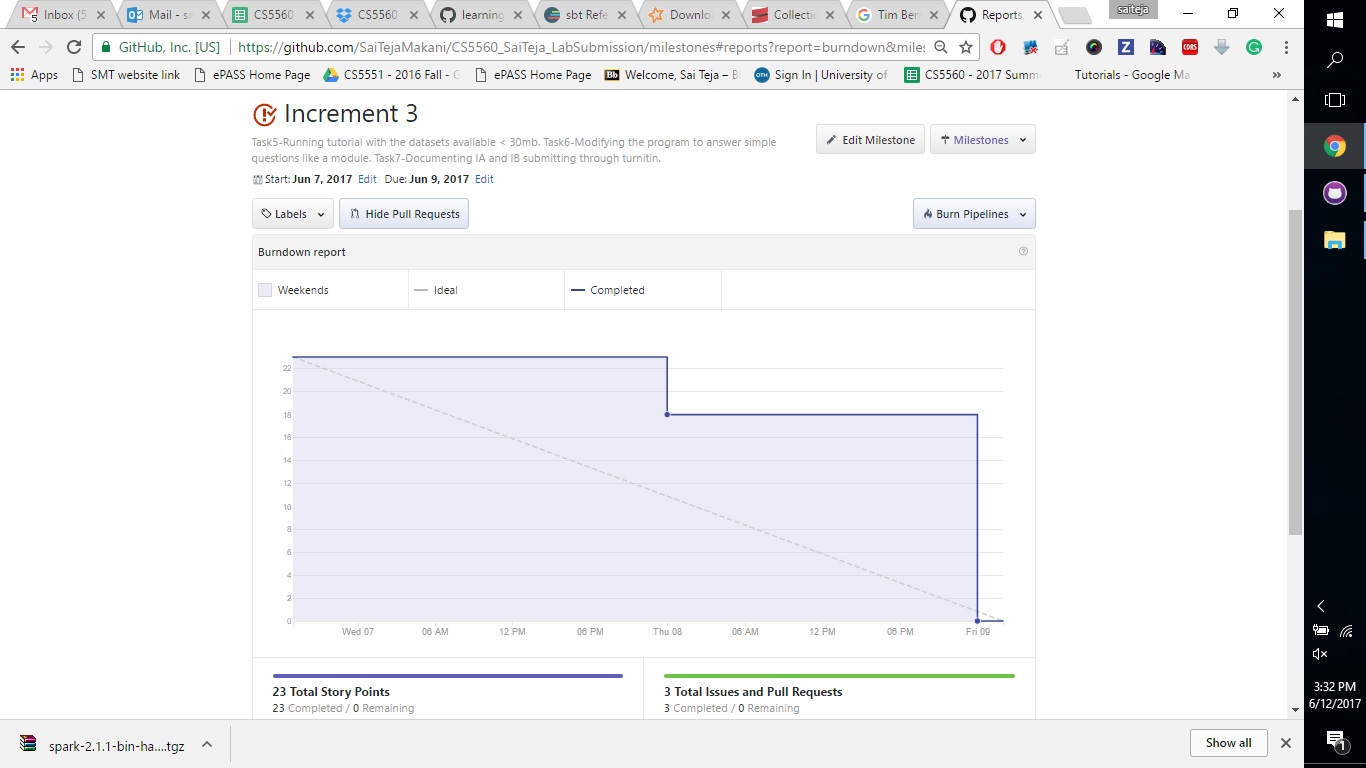 Inbox (5
Mail - sr
CS5560
CS5560
learning
sbt Refe
Downlo
Collectic
Tim Ber
Reports
saiteja
GitHub, Inc. [US]
https://github.com/SaiTejaManni/CS5560_SaiTeja_LabSubmission/milestones#reports?report=burndown&miles
CORS
Apps
SMT website link
ePASS Home Page
CS5551 - 2016 Fall - G
ePASS Home Page
Bb
Welcome, Sai Teja – B
OTH
Sign In | University of
CS5560 - 2017 Summ
Tutorials - Google Ma
»
Increment 3
Task5-Running tutorial with the datasets available < 30mb. Task6-Modifying the program to answer simple
questions like a module. Task7-Documenting IA and IB submitting through turnitin.
Edit Milestone
Milestones
Start: Jun 7, 2017 Edit Due: Jun 9, 2017 Edit
Labels
Hide Pull Requests
Burn Pipelines
Burndown report
Weekends
Ideal
Completed
22
20
18
16
14
12
10
8
6
4
2
0
Wed 07
06 AM
12 PM
06 PM
Thu 08
06 AM
12 PM
06 PM
Fri 09
23 Total Story Points
23 Completed / 0 Remaining
3 Total Issues and Pull Requests
3 Completed / 0 Remaining
spark-2.1.1-bin-ha....tgz
Show all
3:32 PM
6/12/2017
1